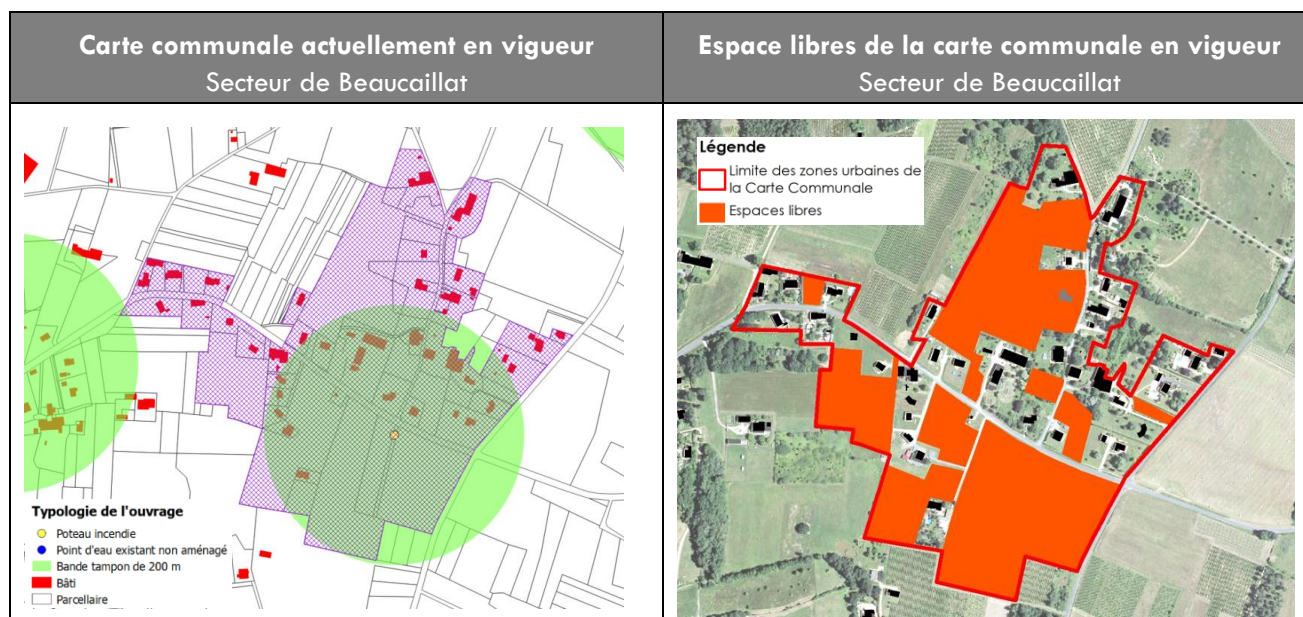 Carte communale actuellement en vigueur
Secteur de Beaucaillat
Espace libres de la carte communale en vigueur
Secteur de Beaucaillat
Typologie de l'ouvrage
Poteau incendie
Point d'eau existant non aménagé
Bande tampon de 200 m
Bâti
Parcellaire
Légende
Limite des zones urbaines de
la Carte Communale
Espaces libres